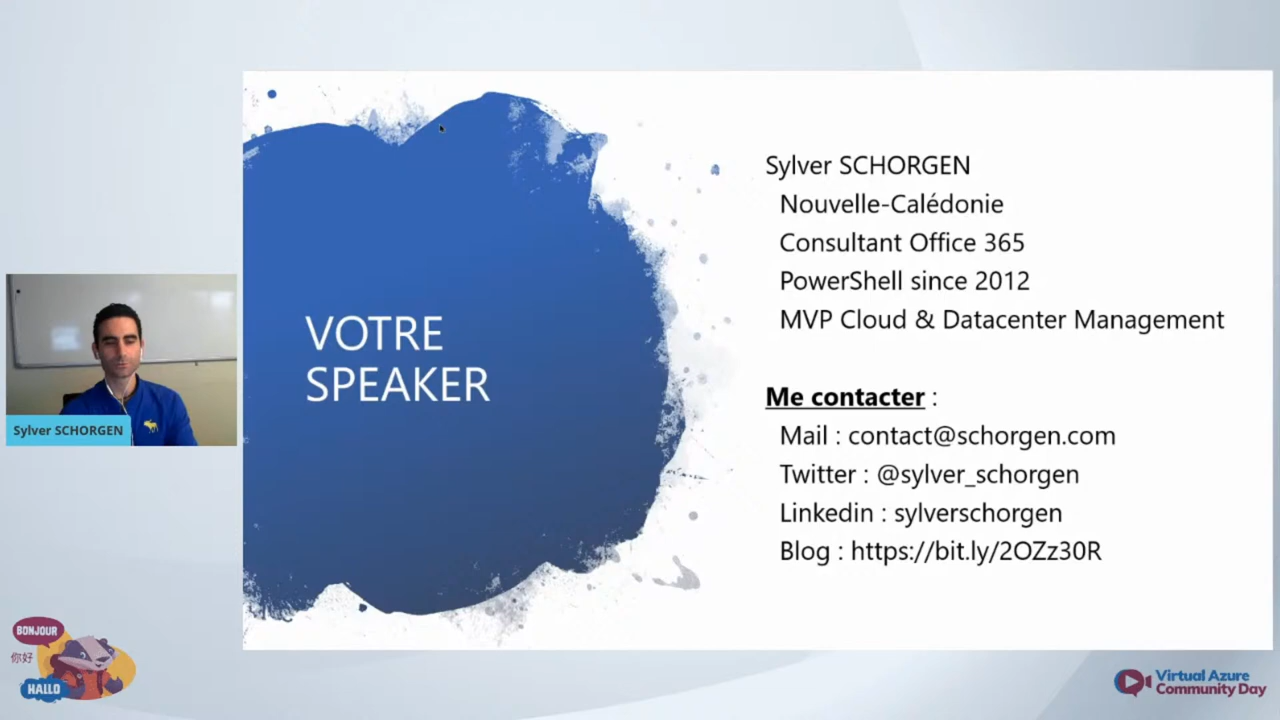 VOTRE
SPEAKER
Sylver SCHORGEN
Nouvelle-Calédonie
Consultant Office 365
PowerShell since 2012
MVP Cloud & Datacenter Management
Me contacter :
Mail : contact@schorgen.com
Twitter : @sylver_schorgen
Linkedin : sylverschorgen
Blog : https://bit.ly/2OZz30R
Sylver SCHORGEN
BONJOUR
你好
HALLO
Virtual Azure
Community Day